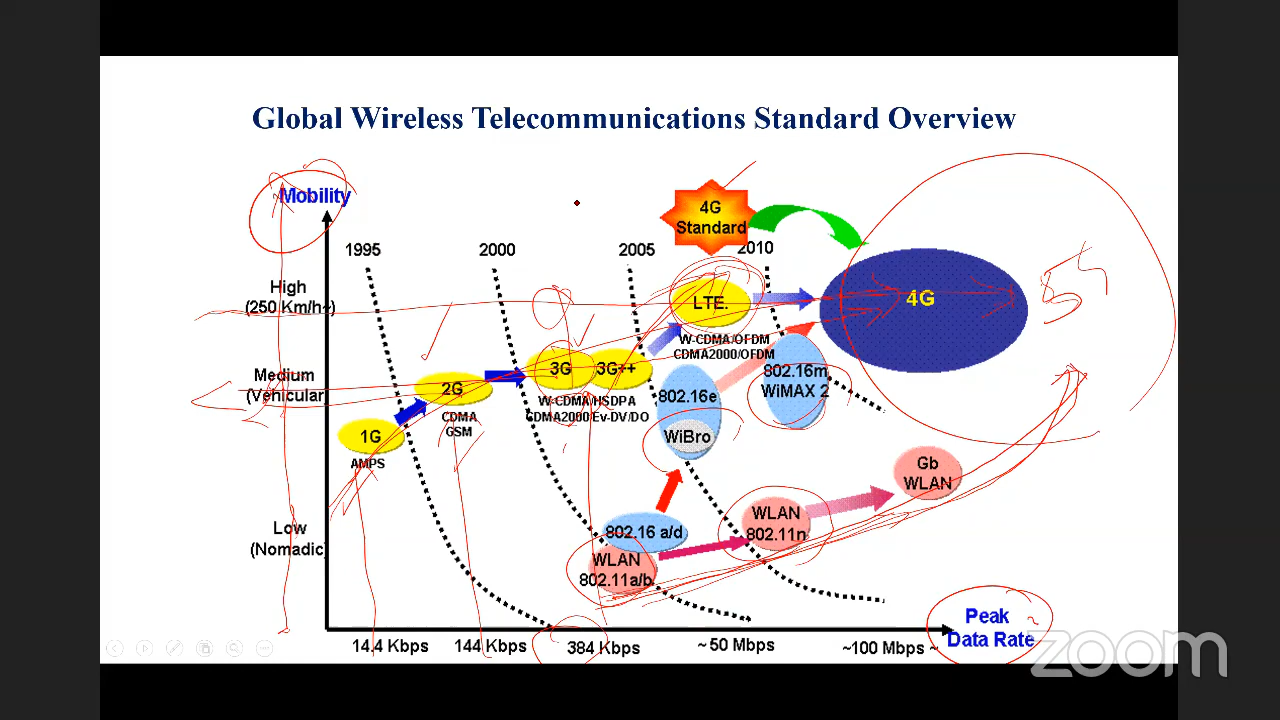 Global Wireless Telecommunications Standard Overview
Mobility
4G
Standard
1995
2000
2005
2010
High
(250 Km/h~)
LTE.
4G
5G
W-CDMA/OFDM
CDMA2000/OFDM
Medium
(Vehicular)
2G
3G
3G++
802.16m
WiMAX 2
802.16e
CDMA
GSM
W-CDMA/HSDPA
CDMA2000/Ev-DV/DO
1G
AMPS
WiBro
Gb
WLAN
Low
(Nomadic)
802.16 a/d
WLAN
802.11n
WLAN
802.11a/b
Peak
Data Rate
14.4 Kbps
144 Kbps
384 Kbps
~ 50 Mbps
~100 Mbps ~
zoom